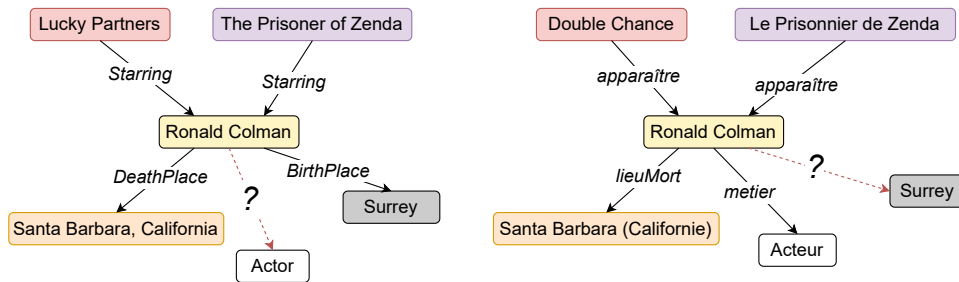 Lucky Partners
The Prisoner of Zenda
Starring
Starring
Ronald Colman
DeathPlace
?
BirthPlace
Santa Barbara, California
Surrey
Actor
Double Chance
Le Prisonnier de Zenda
apparaître
apparaître
Ronald Colman
lieuMort
metier
?
Santa Barbara (Californie)
Surrey
Acteur